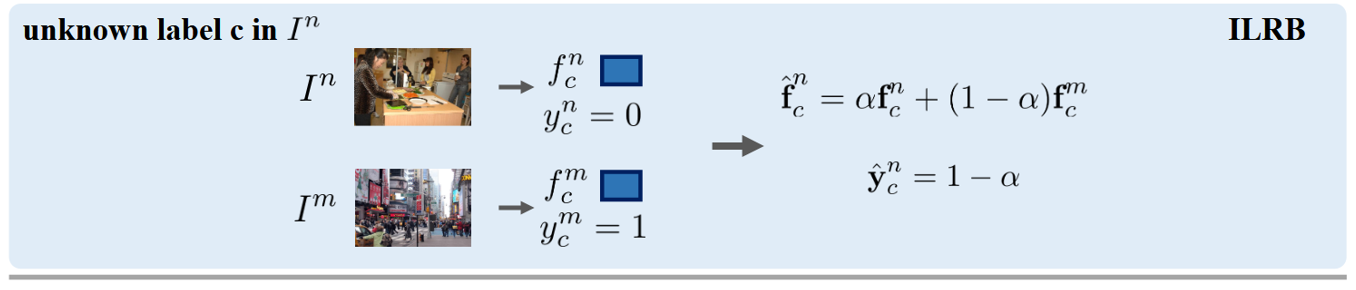 unknown label c in $I^n$ ILRB
$I^n$
$f_c^n$
$y_c^n = 0$
$\hat{\mathbf{f}}_c^n = \alpha \mathbf{f}_c^n + (1 - \alpha) \mathbf{f}_c^m$
$\hat{\mathbf{y}}_c^n = 1 - \alpha$
$I^m$
$f_c^m$
$y_c^m = 1$